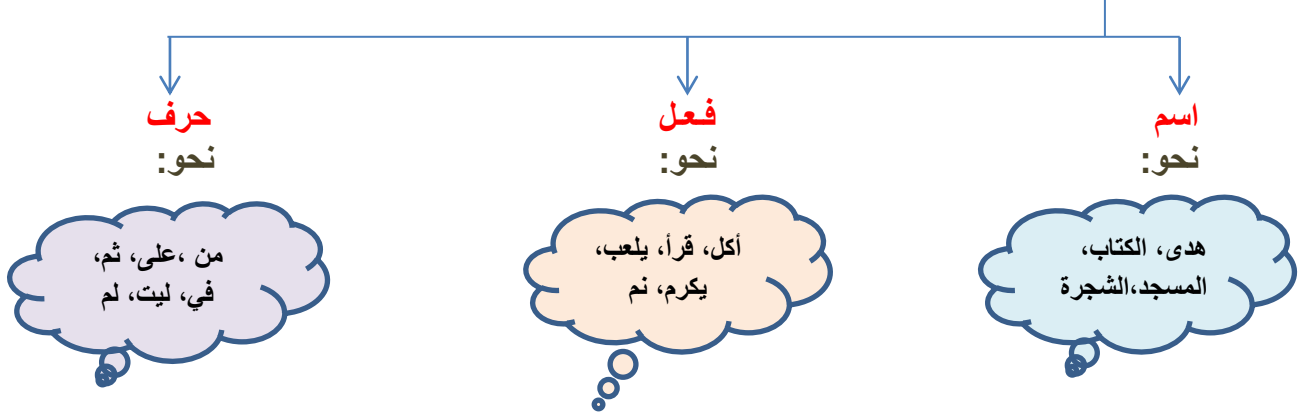 اسم
نحو:
هدى، الكتاب،
المسجد،الشجرة
فعل
نحو:
أكل، قرأ، يلعب،
يكرم، نم
حرف
نحو:
من ،على، ثم،
في، ليت، لم